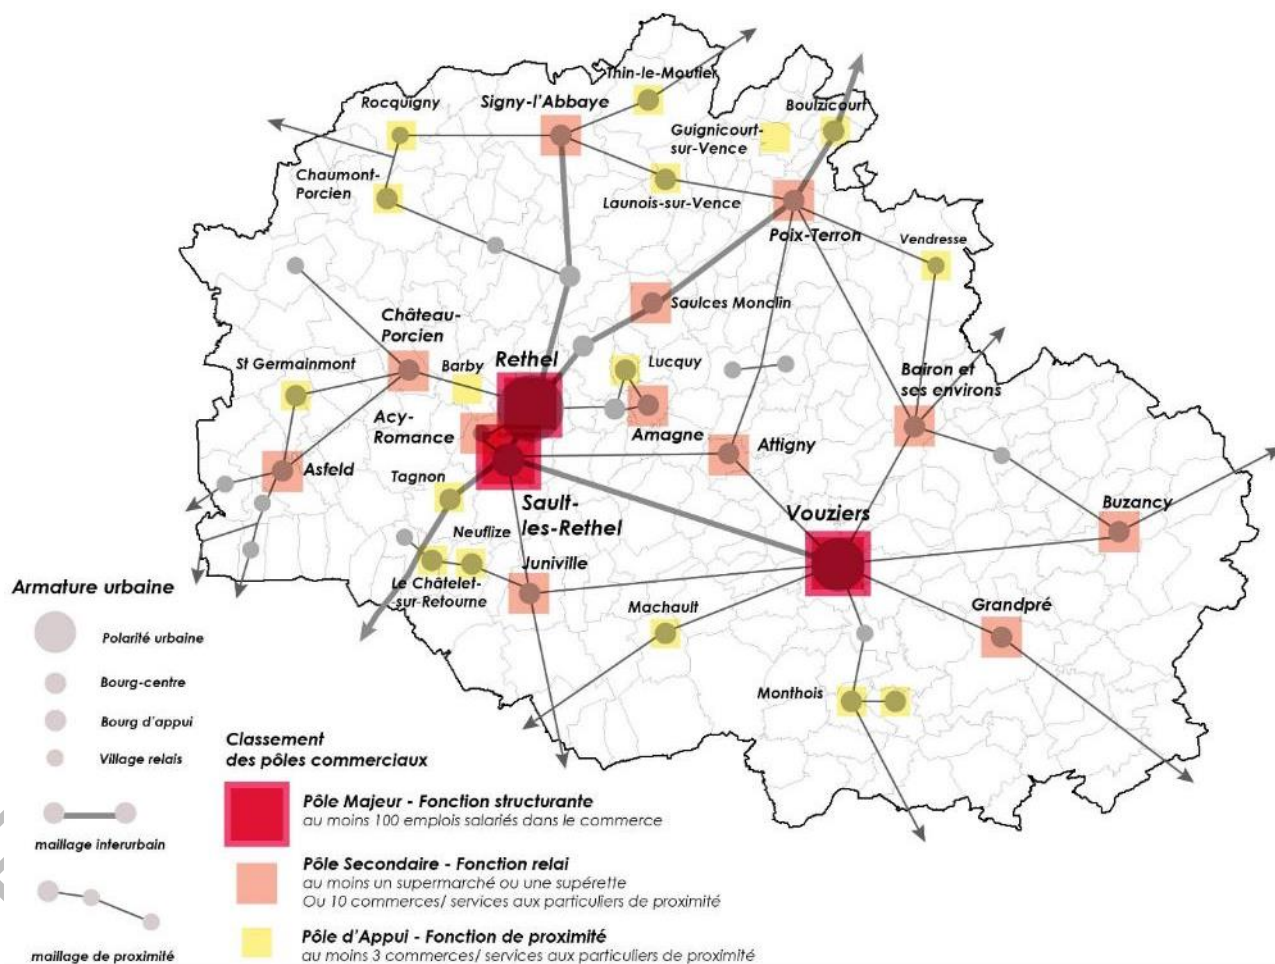 Thin-le-Moutier
Rocquigny
Signy-l'Abbaye
Boulzicourt
Guignicourt-
sur-Vence
Chaumont-
Porcien
Launois-sur-Vence
Poix-Terron
Vendresse
Saulces Monclin
Château-
Porcien
Rethel
Lucquy
St Germainmont
Barby
Bairon et
ses environs
Acy-
Romance
Amagne
Attigny
Asfeld
Tagnon
Sault-
les-Rethel
Vouziers
Buzancy
Neuflize
Juniville
Le Châtelet
-sur-Retourne
Machault
Grandpré
Monthois
Armature urbaine
Polarité urbaine
Bourg-centre
Bourg d'appui
Village relais
maillage interurbain
maillage de proximité
Classement
des pôles commerciaux
Pôle Majeur - Fonction structurante
au moins 100 emplois salariés dans le commerce
Pôle Secondaire - Fonction relai
au moins un supermarché ou une supérette
Ou 10 commerces/ services aux particuliers de proximité
Pôle d'Appui - Fonction de proximité
au moins 3 commerces/ services aux particuliers de proximité